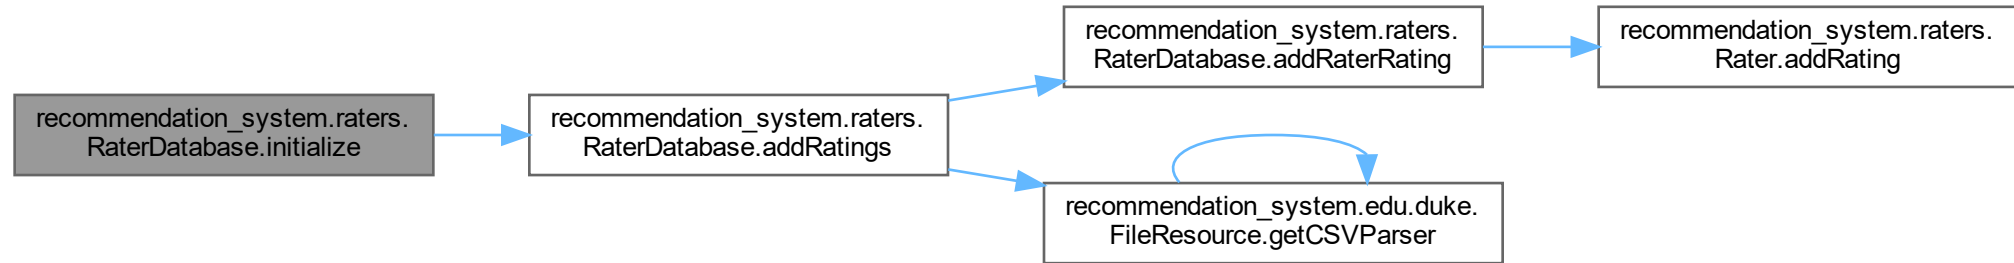 recommendation_system.raters.
RaterDatabase.initialize
recommendation_system.raters.
RaterDatabase.addRatings
recommendation_system.raters.
RaterDatabase.addRaterRating
recommendation_system.raters.
Rater.addRating
recommendation_system.edu.duke.
FileResource.getCSVParser